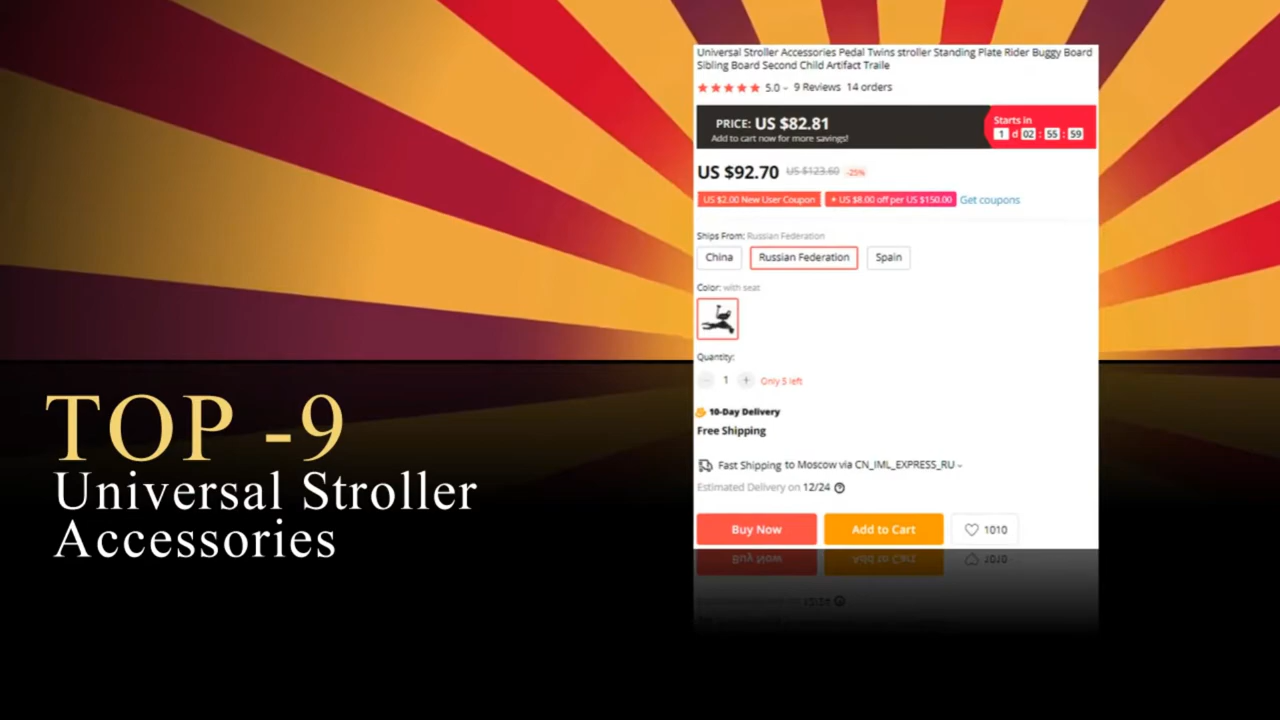 Universal Stroller Accessories Pedal Twins stroller Standing Plate Rider Buggy Board
Sibling Board Second Child Artifact Traile
5.0 9 Reviews 14 orders
PRICE: US $82.81
Add to cart now for more savings!
Starts in
1 d 02 : 55 : 59
US $92.70 US $123.60 -25%
US $2.00 New User Coupon + US $8.00 off per US $150.00 Get coupons
Ships From: Russian Federation
China Russian Federation Spain
Color: with seat
Quantity:
− 1 + Only 5 left
10-Day Delivery
Free Shipping
Fast Shipping to Moscow via CN_IML_EXPRESS_RU
Estimated Delivery on 12/24 ?
Buy Now Add to Cart 1010
TOP -9
Universal Stroller
Accessories